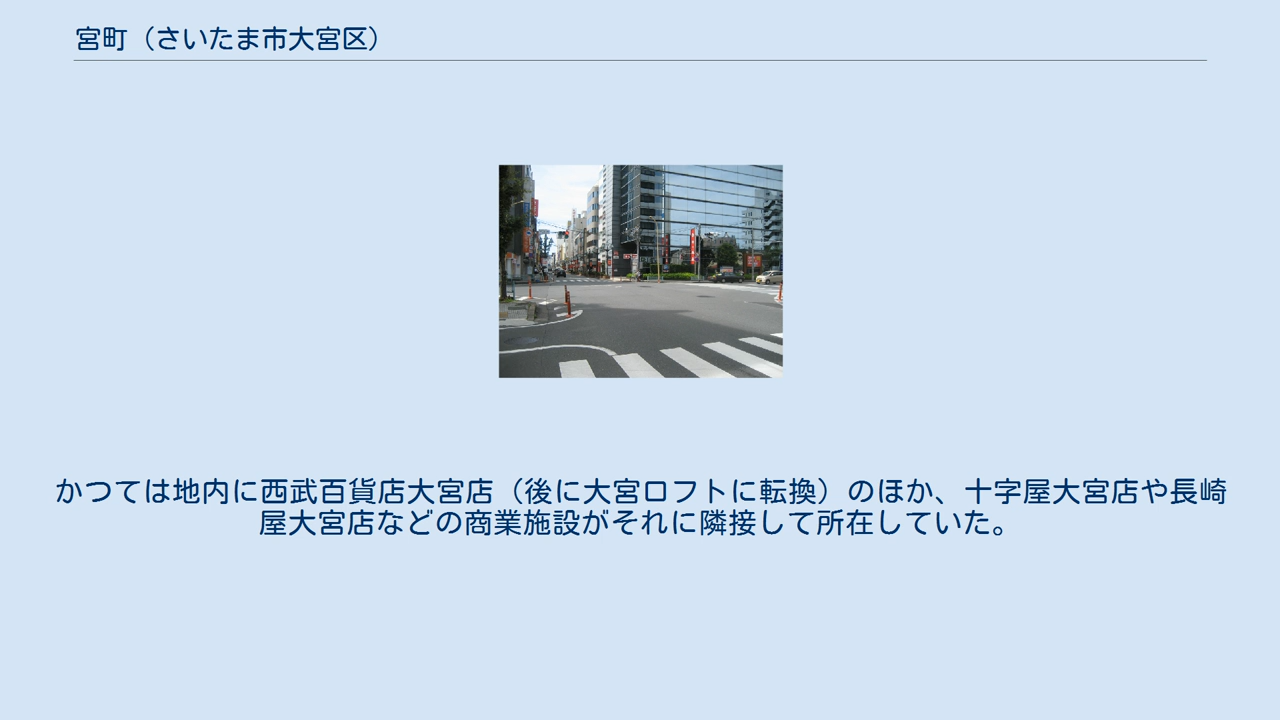 宮町（さいたま市大宮区）
かつては地内に西武百貨店大宮店（後に大宮ロフトに転換）のほか、十字屋大宮店や長崎
屋大宮店などの商業施設がそれに隣接して所在していた。